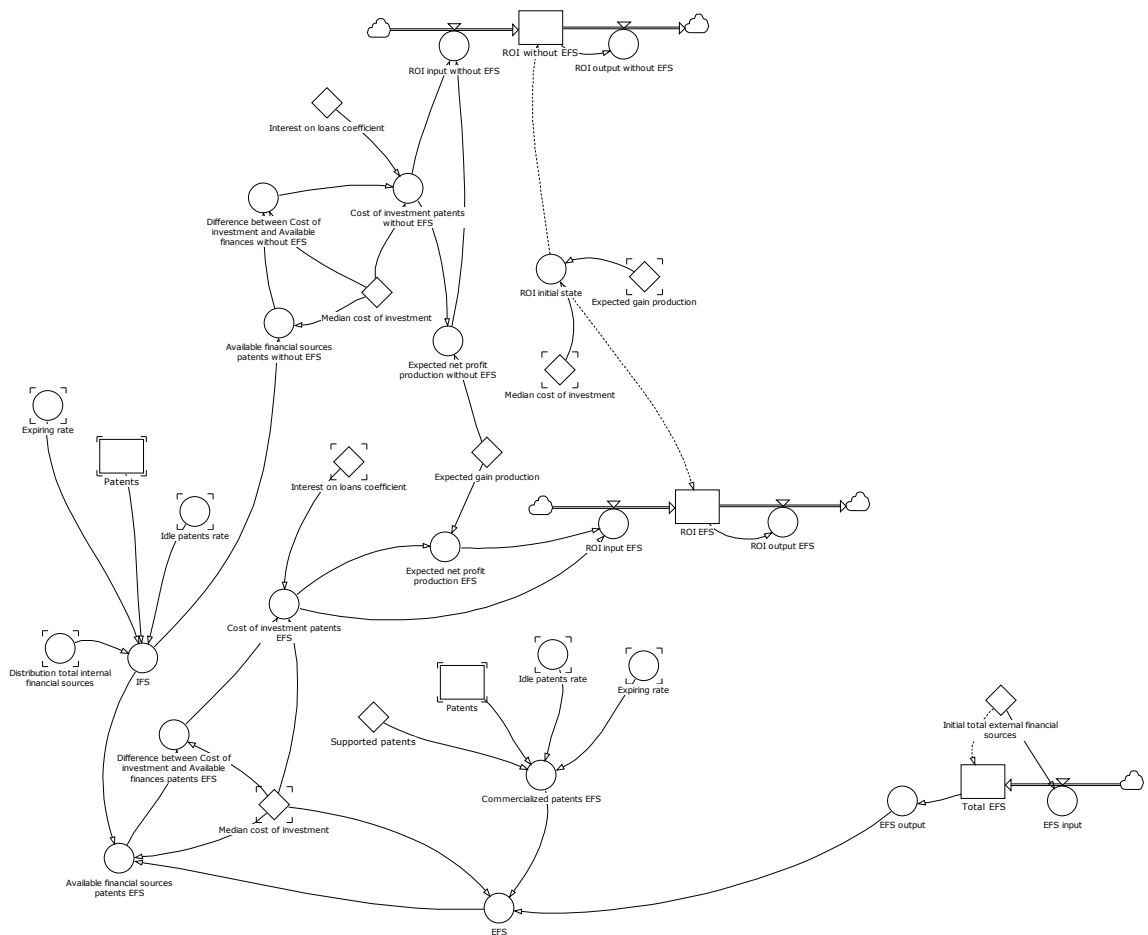 ROI without EFS
ROI input without EFS
ROI output without EFS
Interest on loans coefficient
Cost of investment patents
without EFS
Difference between Cost of
investment and Available
finances without EFS
ROI initial state
Expected gain production
Median cost of investment
Available financial sources
patents without EFS
Expected net profit
production without EFS
Median cost of investment
Expiring rate
Patents
Interest on loans coefficient
Expected gain production
Idle patents rate
ROI EFS
ROI input EFS
ROI output EFS
Expected net profit
production EFS
Cost of investment patents
EFS
Distribution total internal
financial sources
IFS
Idle patents rate
Expiring rate
Patents
Supported patents
Initial total external financial
sources
Difference between Cost of
investment and Available
finances patents EFS
Commercialized patents EFS
Total EFS
EFS output
EFS input
Median cost of investment
Available financial sources
patents EFS
EFS